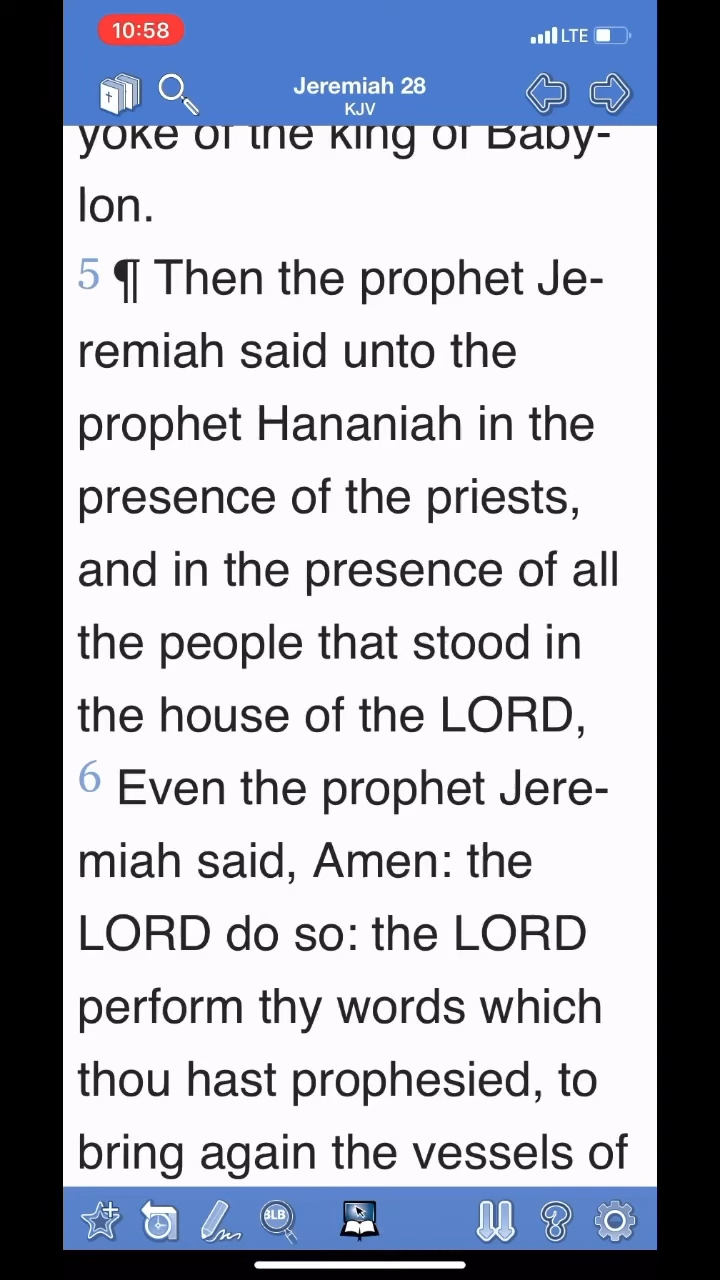 10:58
LTE
Jeremiah 28
KJV
yoke of the king of Baby-
lon.
5 ¶ Then the prophet Je-
remiah said unto the
prophet Hananiah in the
presence of the priests,
and in the presence of all
the people that stood in
the house of the LORD,
6 Even the prophet Jere-
miah said, Amen: the
LORD do so: the LORD
perform thy words which
thou hast prophesied, to
bring again the vessels of
BLB